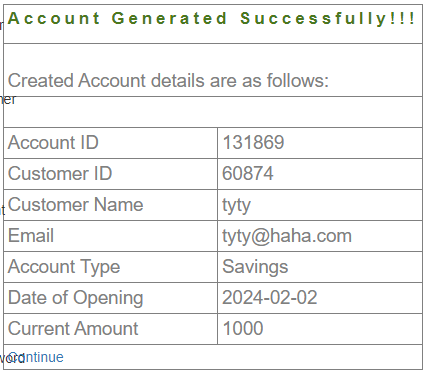 Account Generated Successfully!!!
Created Account details are as follows:
Account ID 131869
Customer ID 60874
Customer Name tyty
Email tyty@haha.com
Account Type Savings
Date of Opening 2024-02-02
Current Amount 1000
Continue